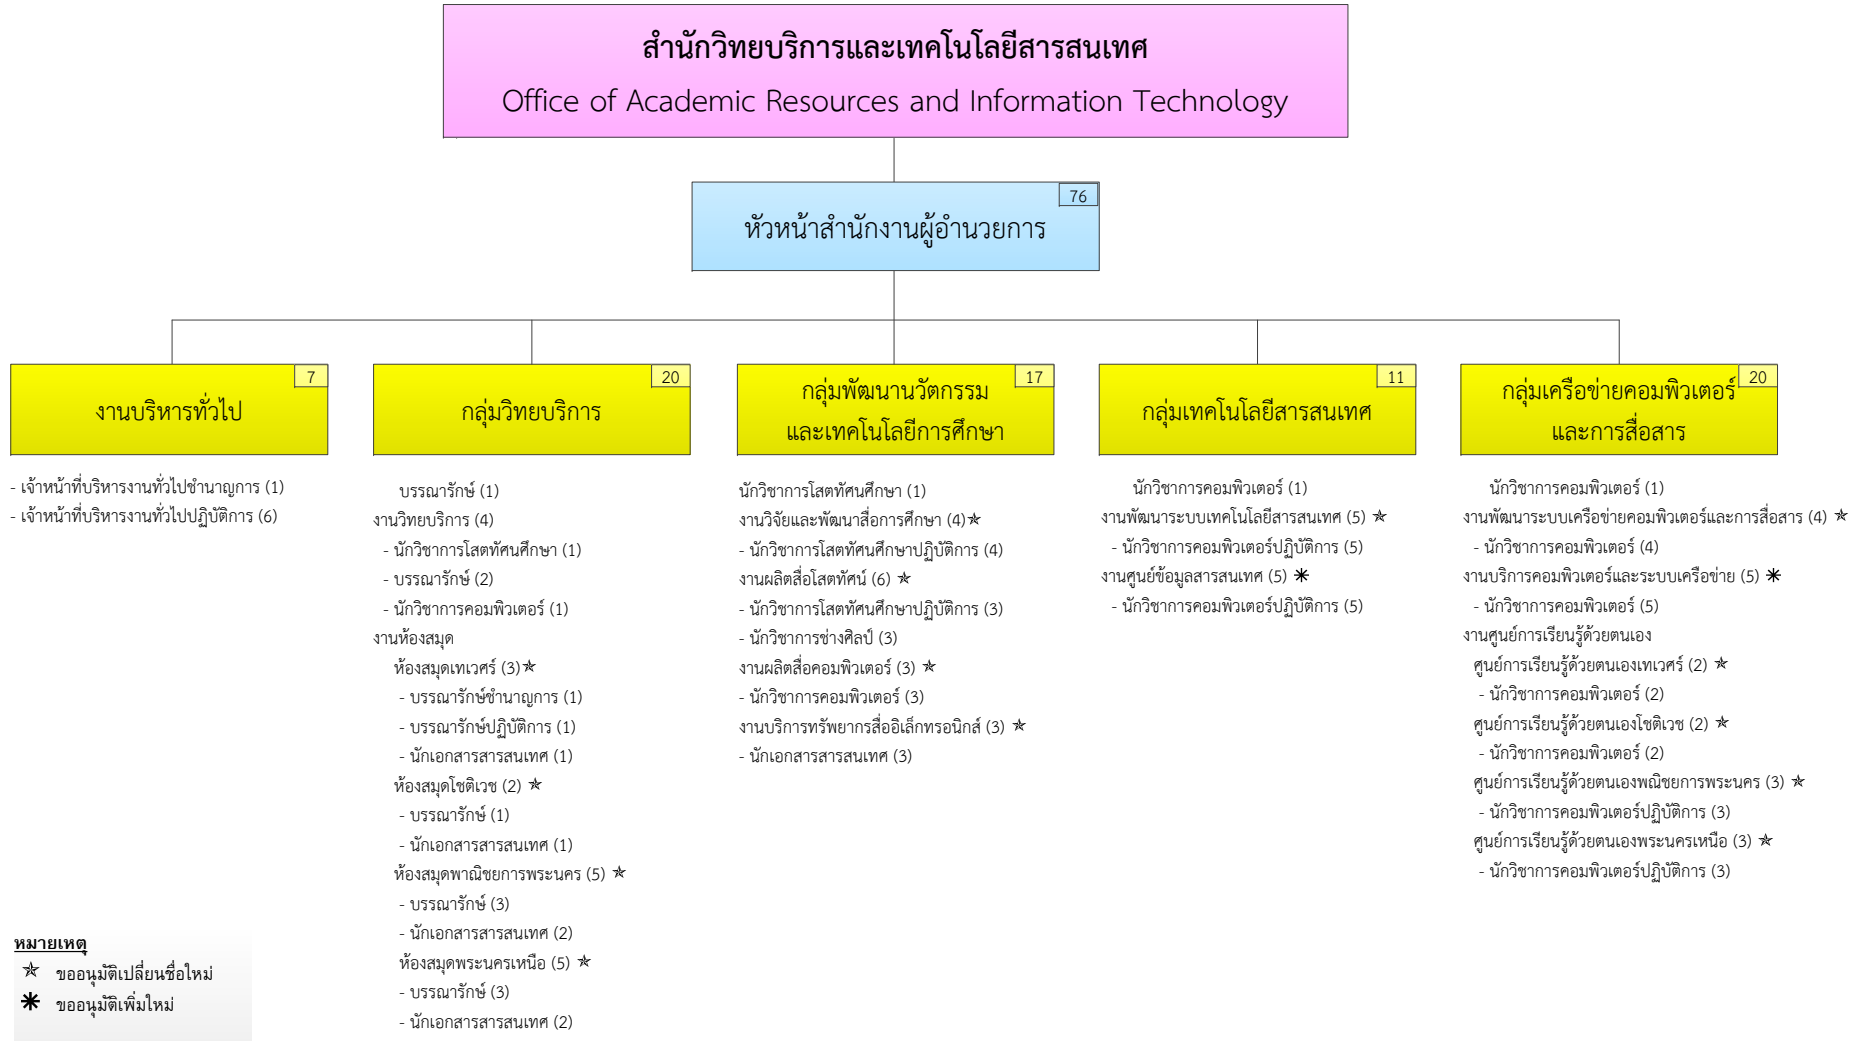 สำนักวิทยบริการและเทคโนโลยีสารสนเทศ
Office of Academic Resources and Information Technology
76
หัวหน้าสำนักงานผู้อำนวยการ
7
งานบริหารทั่วไป
- เจ้าหน้าที่บริหารงานทั่วไปชำนาญการ (1)
- เจ้าหน้าที่บริหารงานทั่วไปปฏิบัติการ (6)
20
กลุ่มวิทยบริการ
บรรณารักษ์ (1)
งานวิทยบริการ (4)
- นักวิชาการโสตทัศนศึกษา (1)
- บรรณารักษ์ (2)
- นักวิชาการคอมพิวเตอร์ (1)
งานห้องสมุด
ห้องสมุดเทเวศร์ (3)✯
- บรรณารักษ์ชำนาญการ (1)
- บรรณารักษ์ปฏิบัติการ (1)
- นักเอกสารสารสนเทศ (1)
ห้องสมุดโชติเวช (2) ✯
- บรรณารักษ์ (1)
- นักเอกสารสารสนเทศ (1)
ห้องสมุดพาณิชยการพระนคร (5) ✯
- บรรณารักษ์ (3)
- นักเอกสารสารสนเทศ (2)
ห้องสมุดพระนครเหนือ (5) ✯
- บรรณารักษ์ (3)
- นักเอกสารสารสนเทศ (2)
17
กลุ่มพัฒนานวัตกรรม
และเทคโนโลยีการศึกษา
นักวิชาการโสตทัศนศึกษา (1)
งานวิจัยและพัฒนาสื่อการศึกษา (4)✯
- นักวิชาการโสตทัศนศึกษาปฏิบัติการ (4)
งานผลิตสื่อโสตทัศน์ (6) ✯
- นักวิชาการโสตทัศนศึกษาปฏิบัติการ (3)
- นักวิชาการช่างศิลป์ (3)
งานผลิตสื่อคอมพิวเตอร์ (3) ✯
- นักวิชาการคอมพิวเตอร์ (3)
งานบริการทรัพยากรสื่ออิเล็กทรอนิกส์ (3) ✯
- นักเอกสารสารสนเทศ (3)
11
กลุ่มเทคโนโลยีสารสนเทศ
นักวิชาการคอมพิวเตอร์ (1)
งานพัฒนาระบบเทคโนโลยีสารสนเทศ (5) ✯
- นักวิชาการคอมพิวเตอร์ปฏิบัติการ (5)
งานศูนย์ข้อมูลสารสนเทศ (5) ✳
- นักวิชาการคอมพิวเตอร์ปฏิบัติการ (5)
20
กลุ่มเครือข่ายคอมพิวเตอร์
และการสื่อสาร
นักวิชาการคอมพิวเตอร์ (1)
งานพัฒนาระบบเครือข่ายคอมพิวเตอร์และการสื่อสาร (4) ✯
- นักวิชาการคอมพิวเตอร์ (4)
งานบริการคอมพิวเตอร์และระบบเครือข่าย (5) ✳
- นักวิชาการคอมพิวเตอร์ (5)
งานศูนย์การเรียนรู้ด้วยตนเอง
ศูนย์การเรียนรู้ด้วยตนเองเทเวศร์ (2) ✯
- นักวิชาการคอมพิวเตอร์ (2)
ศูนย์การเรียนรู้ด้วยตนเองโชติเวช (2) ✯
- นักวิชาการคอมพิวเตอร์ (2)
ศูนย์การเรียนรู้ด้วยตนเองพณิชยการพระนคร (3) ✯
- นักวิชาการคอมพิวเตอร์ปฏิบัติการ (3)
ศูนย์การเรียนรู้ด้วยตนเองพระนครเหนือ (3) ✯
- นักวิชาการคอมพิวเตอร์ปฏิบัติการ (3)
หมายเหตุ
✯ ขออนุมัติเปลี่ยนชื่อใหม่
✳ ขออนุมัติเพิ่มใหม่